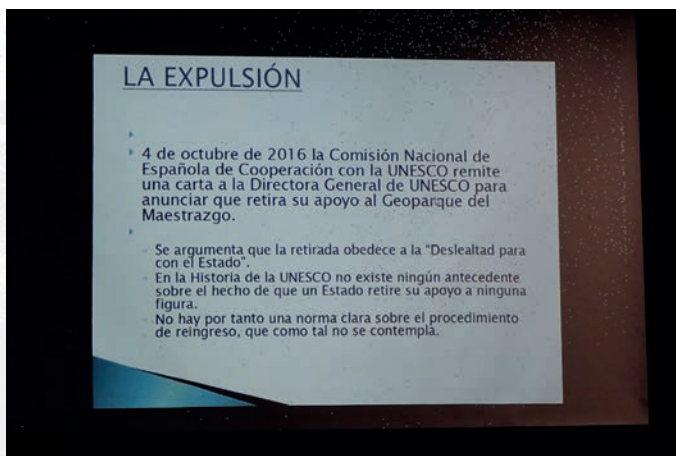 LA EXPULSIÓN
4 de octubre de 2016 la Comisión Nacional de
Española de Cooperación con la UNESCO remite
una carta a la Directora General de UNESCO para
anunciar que retira su apoyo al Geoparque del
Maestrazgo.
Se argumenta que la retirada obedece a la "Deslealtad para
con el Estado".
En la Historia de la UNESCO no existe ningún antecedente
sobre el hecho de que un Estado retire su apoyo a ninguna
figura.
No hay por tanto una norma clara sobre el procedimiento
de reingreso, que como tal no se contempla.